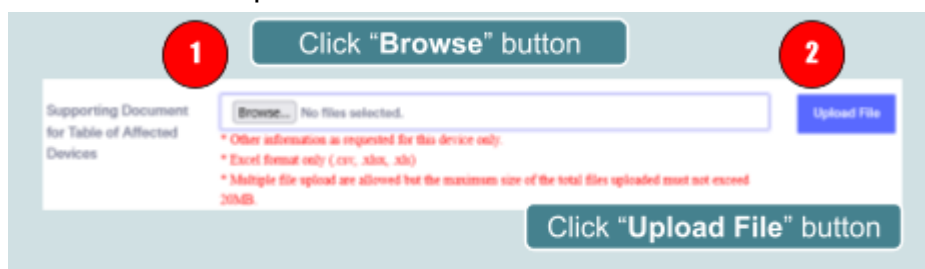 1
Click “Browse” button
2
Supporting Document
for Table of Affected
Devices
Browse... No files selected.
Upload File
* Other information as requested for this device only.
* Excel format only (.csv, .xlsx, .xls)
* Multiple file upload are allowed but the maximum size of the total files uploaded must not exceed
20MB.
Click “Upload File” button